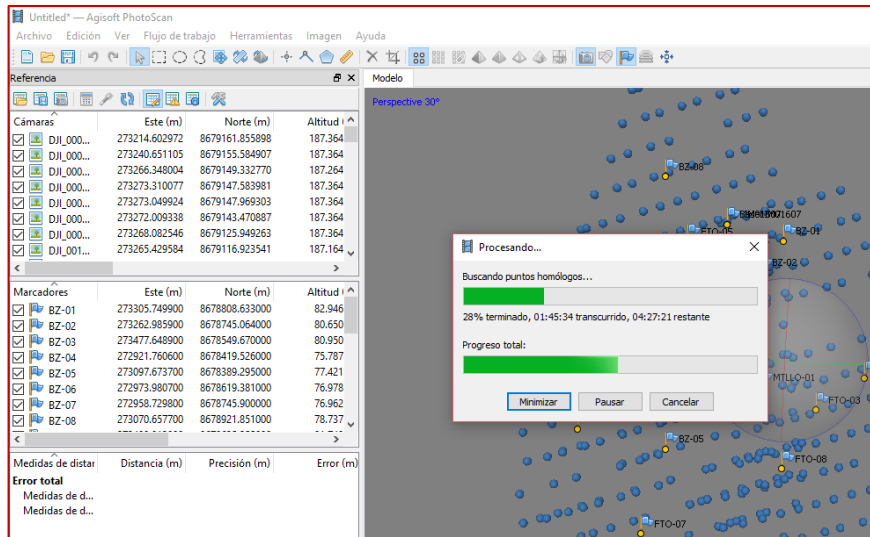 Untitled* — Agisoft PhotoScan
Archivo Edición Ver Flujo de trabajo Herramientas Imagen Ayuda
Referencia
Modelo
Perspective 30°
Cámaras Este (m) Norte (m) Altitud (
DJI_000... 273214.602972 8679161.855898 187.364
DJI_000... 273240.651105 8679155.584907 187.364
DJI_000... 273266.348004 8679149.332770 187.264
DJI_000... 273273.310077 8679147.583981 187.364
DJI_000... 273273.049924 8679147.969303 187.364
DJI_000... 273272.009338 8679143.470887 187.364
DJI_000... 273268.082546 8679125.949263 187.364
DJI_001... 273265.429584 8679116.923541 187.164
Marcadores Este (m) Norte (m) Altitud (
BZ-01 273305.749900 8678808.633000 82.946
BZ-02 273262.985900 8678745.064000 80.650
BZ-03 273477.648900 8678549.670000 80.950
BZ-04 272921.760600 8678419.526000 75.787
BZ-05 273097.673700 8678389.295000 77.421
BZ-06 272973.980700 8678619.381000 76.978
BZ-07 272958.729800 8678745.900000 76.962
BZ-08 273070.657700 8678921.851000 78.737
Medidas de distar Distancia (m) Precisión (m) Error (m)
Error total
Medidas de d...
Medidas de d...
BZ-08
FTO-05
BZ-01
BZ-02
Procesando...
Buscando puntos homólogos...
28% terminado, 01:45:34 transcurrido, 04:27:21 restante
Progreso total:
Minimizar Pausar Cancelar
MTLLO-01
FTO-03
BZ-05
FTO-08
FTO-07